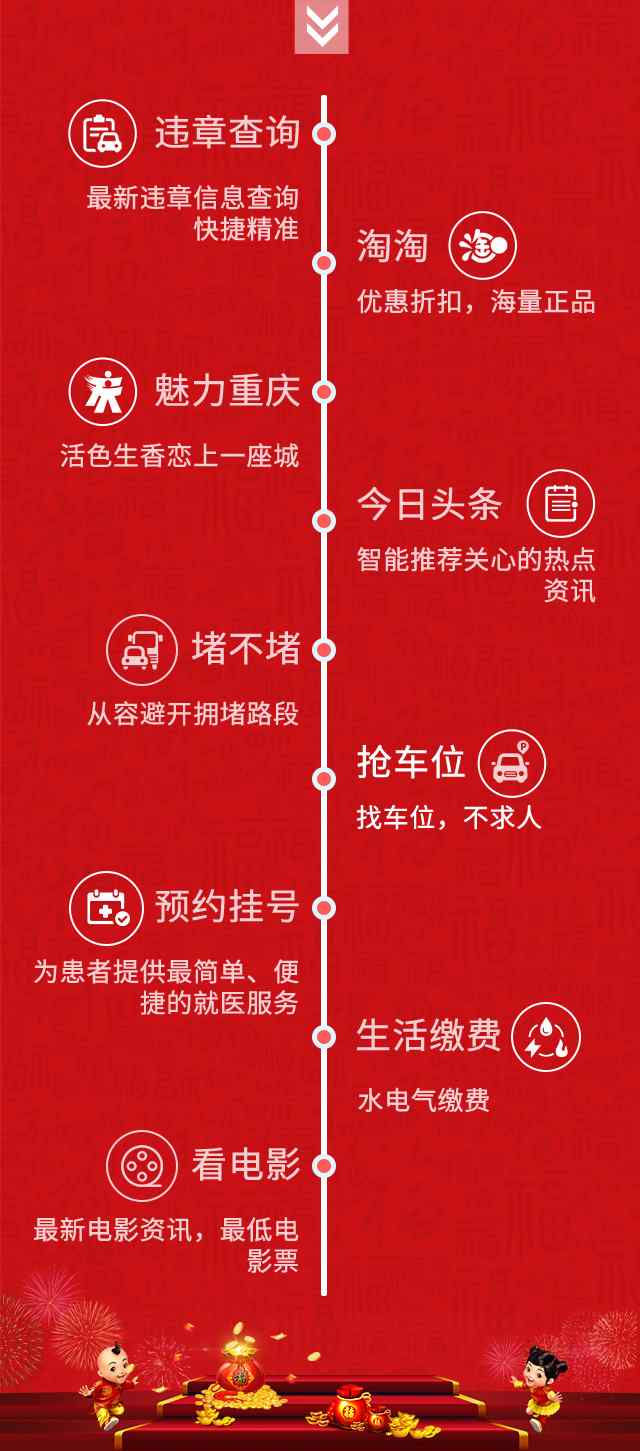 违章查询
最新违章信息查询
快捷精准
淘淘
淘
优惠折扣，海量正品
魅力重庆
活色生香恋上一座城
今日头条
智能推荐关心的热点
资讯
堵不堵
从容避开拥堵路段
P
抢车位
找车位，不求人
预约挂号
为患者提供最简单、便
捷的就医服务
生活缴费
水电气缴费
看电影
最新电影资讯，最低电
影票
福
福
福